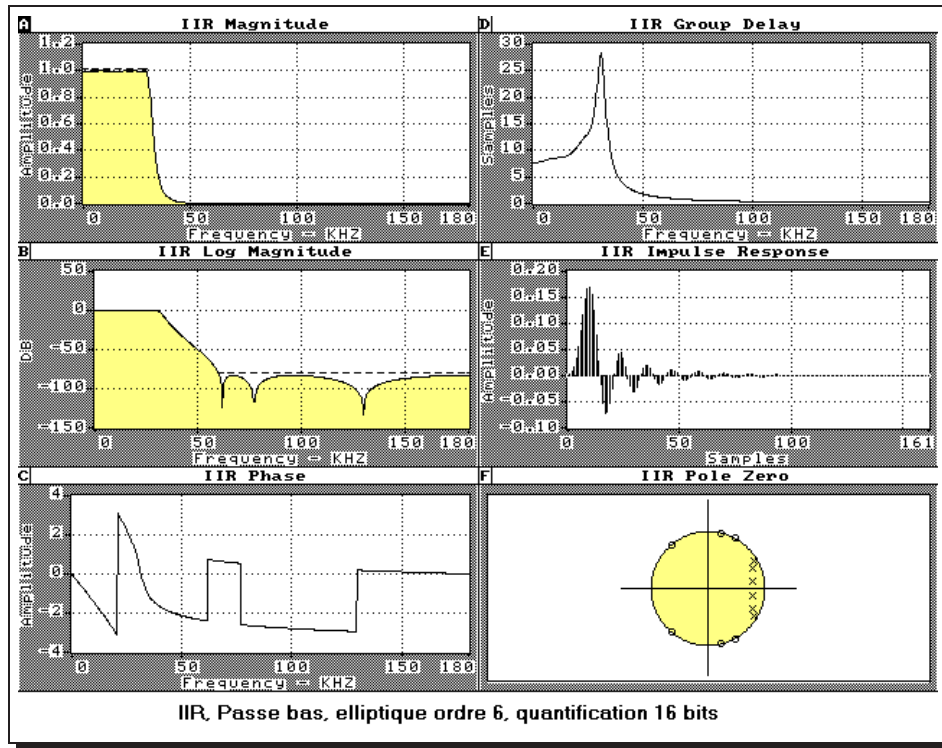 A IIR Magnitude
1.2
1.0
0.8
0.6
0.4
0.2
0.0
Amplitude
0 50 100 150 180
Frequency - KHZ
D IIR Group Delay
30
25
20
15
10
5
0
Samples
0 50 100 150 180
Frequency - KHZ
B IIR Log Magnitude
50
0
-50
-100
-150
DB
0 50 100 150 180
Frequency - KHZ
E IIR Impulse Response
0.20
0.15
0.10
0.05
0.00
-0.05
-0.10
Amplitude
0 50 100 161
Samples
C IIR Phase
4
2
0
-2
-4
Amplitude
0 50 100 150 180
Frequency - KHZ
F IIR Pole Zero
IIR, Passe bas, elliptique ordre 6, quantification 16 bits